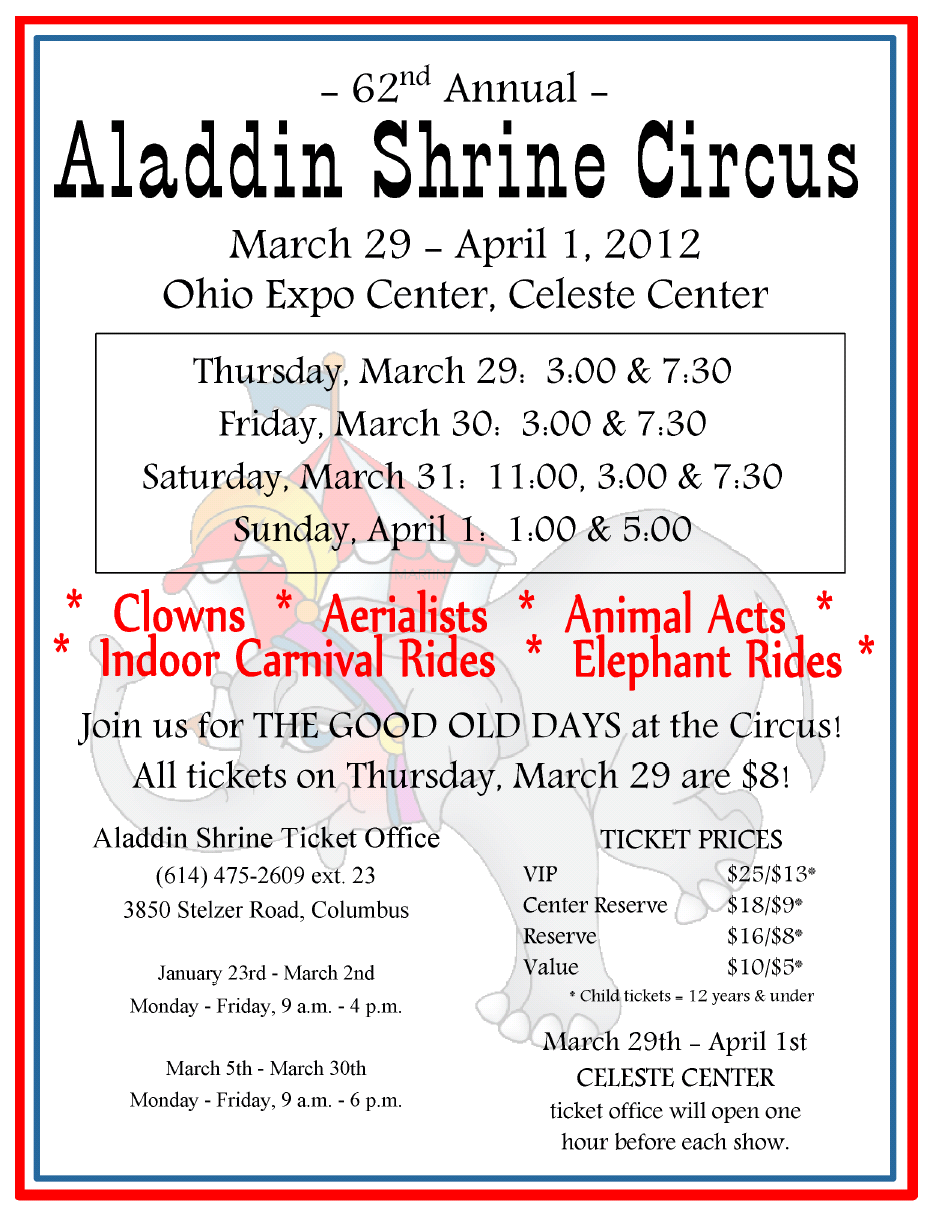 – 62nd Annual –
Aladdin Shrine Circus
March 29 – April 1, 2012
Ohio Expo Center, Celeste Center
Thursday, March 29: 3:00 & 7:30
Friday, March 30: 3:00 & 7:30
Saturday, March 31: 11:00, 3:00 & 7:30
Sunday, April 1: 1:00 & 5:00
MARTIN
* Clowns * Aerialists * Animal Acts *
* Indoor Carnival Rides * Elephant Rides *
Join us for THE GOOD OLD DAYS at the Circus!
All tickets on Thursday, March 29 are $8!
Aladdin Shrine Ticket Office
(614) 475-2609 ext. 23
3850 Stelzer Road, Columbus
January 23rd - March 2nd
Monday - Friday, 9 a.m. - 4 p.m.
March 5th - March 30th
Monday - Friday, 9 a.m. - 6 p.m.
TICKET PRICES
VIP $25/$13*
Center Reserve $18/$9*
Reserve $16/$8*
Value $10/$5*
* Child tickets = 12 years & under
March 29th – April 1st
CELESTE CENTER
ticket office will open one
hour before each show.